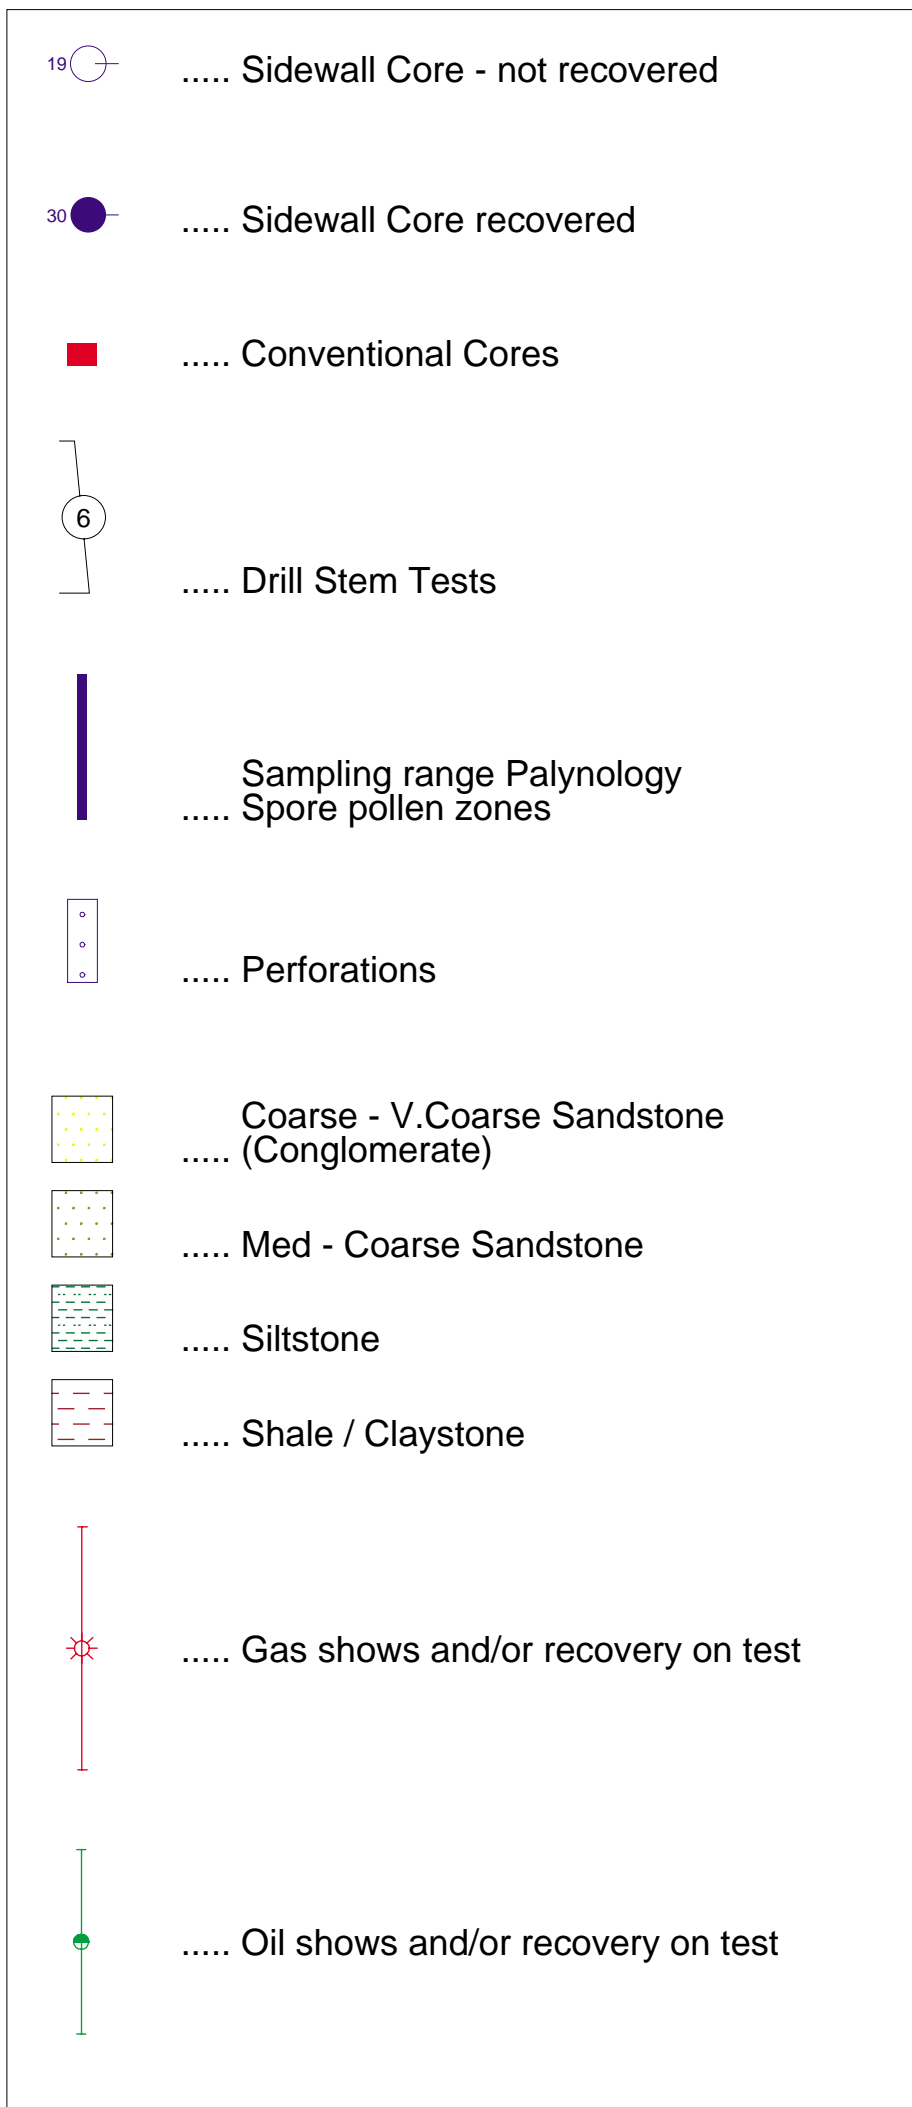 19 ..... Sidewall Core - not recovered
30 ..... Sidewall Core recovered
..... Conventional Cores
6
..... Drill Stem Tests
Sampling range Palynology
..... Spore pollen zones
..... Perforations
Coarse - V.Coarse Sandstone
..... (Conglomerate)
..... Med - Coarse Sandstone
..... Siltstone
..... Shale / Claystone
..... Gas shows and/or recovery on test
..... Oil shows and/or recovery on test